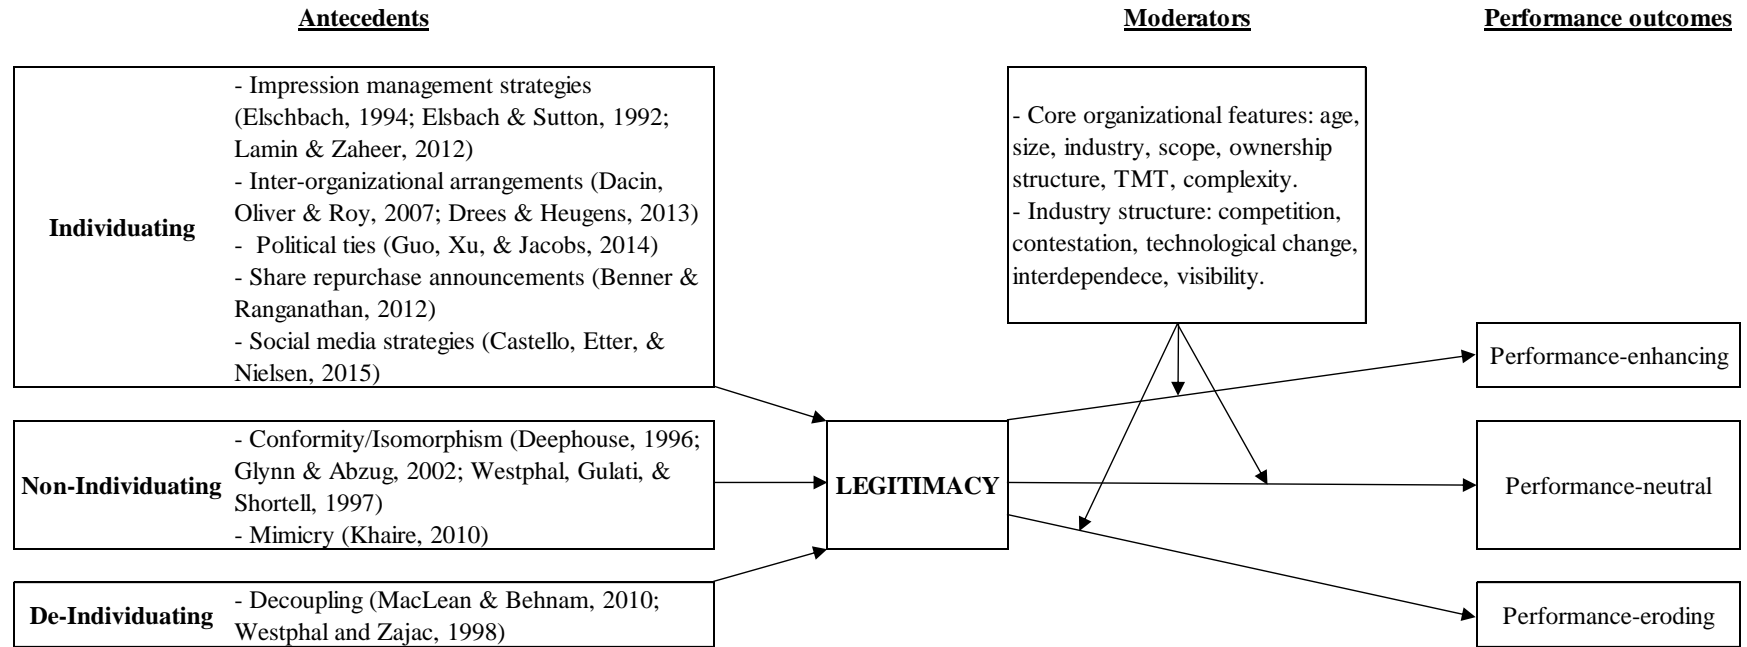 Antecedents
Moderators
Performance outcomes
Individuating
- Impression management strategies
(Elschbach, 1994; Elsbach & Sutton, 1992;
Lamin & Zaheer, 2012)
- Inter-organizational arrangements (Dacin,
Oliver & Roy, 2007; Drees & Heugens, 2013)
- Political ties (Guo, Xu, & Jacobs, 2014)
- Share repurchase announcements (Benner &
Ranganathan, 2012)
- Social media strategies (Castello, Etter, &
Nielsen, 2015)
Non-Individuating
- Conformity/Isomorphism (Deephouse, 1996;
Glynn & Abzug, 2002; Westphal, Gulati, &
Shortell, 1997)
- Mimicry (Khaire, 2010)
De-Individuating
- Decoupling (MacLean & Behnam, 2010;
Westphal and Zajac, 1998)
LEGITIMACY
- Core organizational features: age,
size, industry, scope, ownership
structure, TMT, complexity.
- Industry structure: competition,
contestation, technological change,
interdependece, visibility.
Performance-enhancing
Performance-neutral
Performance-eroding